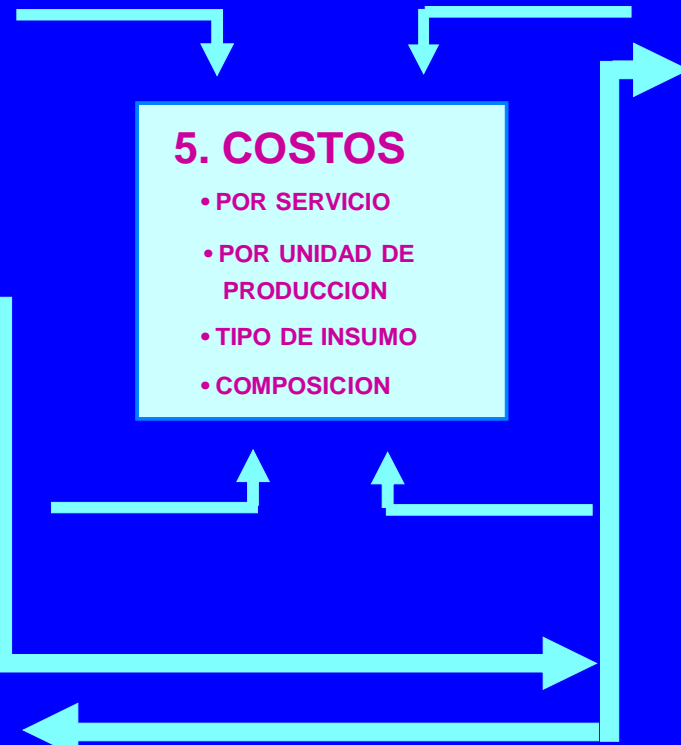 5. COSTOS
• POR SERVICIO
• POR UNIDAD DE
PRODUCCION
• TIPO DE INSUMO
• COMPOSICION